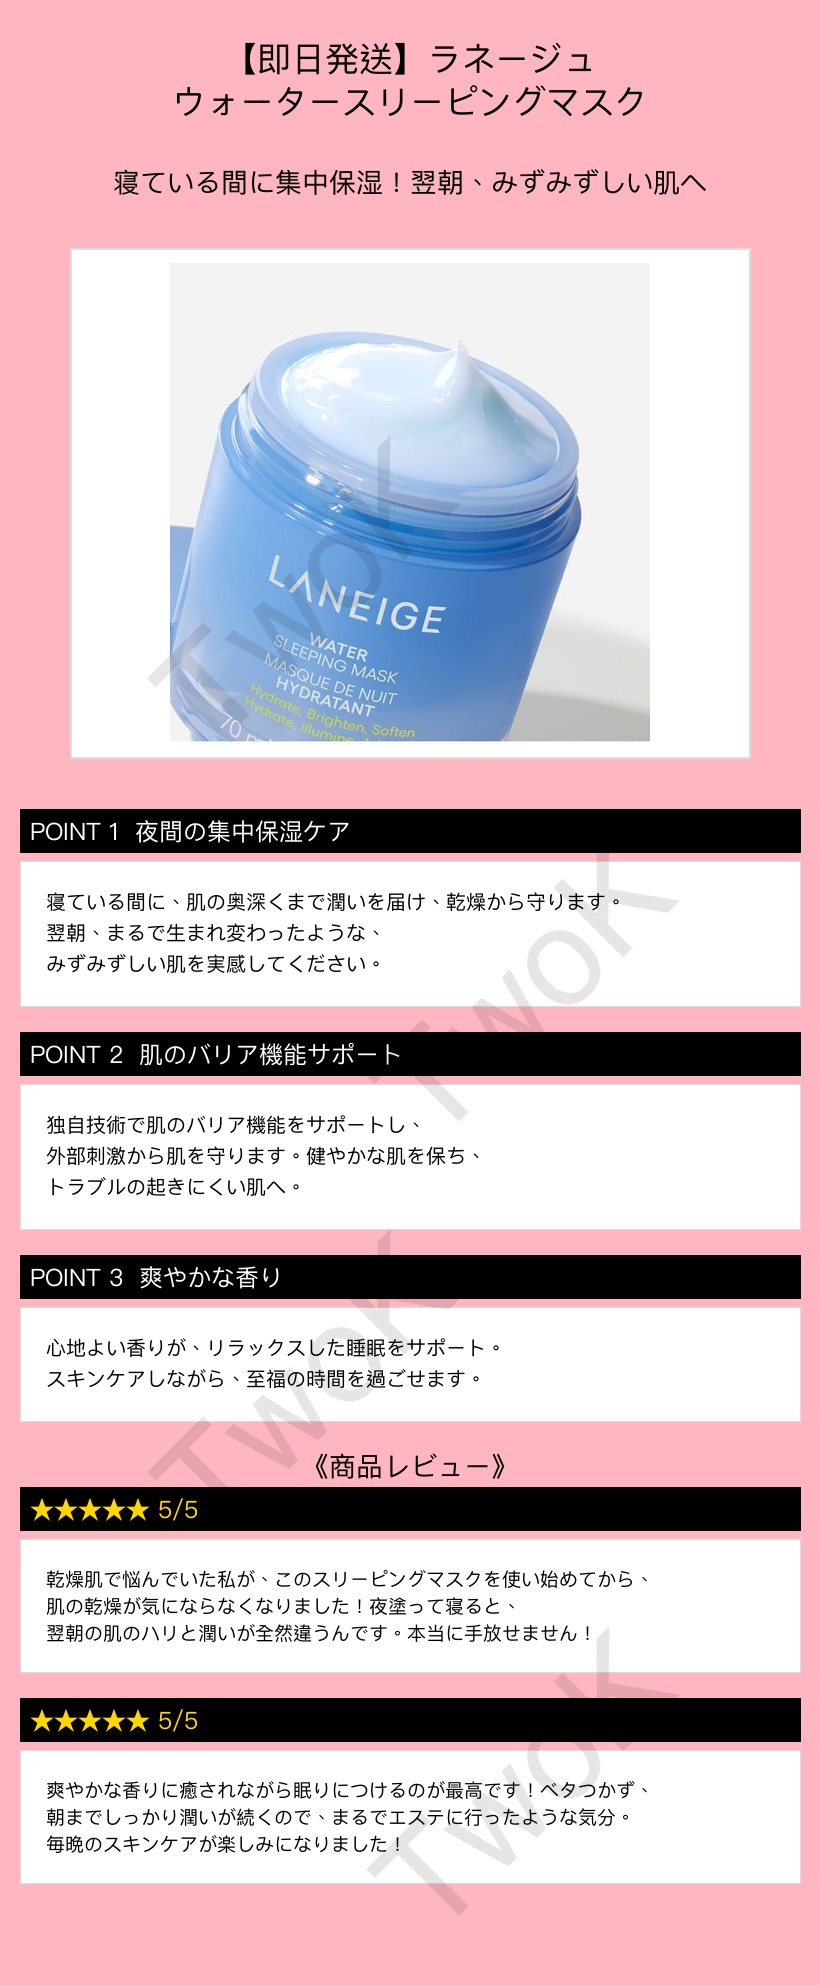 【即日発送】ラネージュ
ウォータースリーピングマスク
寝ている間に集中保湿！翌朝、みずみずしい肌へ
LANEIGE
WATER
SLEEPING MASK
MASQUE DE NUIT
HYDRATANT
Hydrate, Brighten, Soften
Hydrate, Illumine,
70 m
TwoK
POINT 1 夜間の集中保湿ケア
寝ている間に、肌の奥深くまで潤いを届け、乾燥から守ります。
翌朝、まるで生まれ変わったような、
みずみずしい肌を実感してください。
TwoK
POINT 2 肌のバリア機能サポート
独自技術で肌のバリア機能をサポートし、
外部刺激から肌を守ります。健やかな肌を保ち、
トラブルの起きにくい肌へ。
POINT 3 爽やかな香り
心地よい香りが、リラックスした睡眠をサポート。
スキンケアしながら、至福の時間を過ごせます。
TwoK
《商品レビュー》
★★★★★ 5/5
乾燥肌で悩んでいた私が、このスリーピングマスクを使い始めてから、
肌の乾燥が気にならなくなりました！夜塗って寝ると、
翌朝の肌のハリと潤いが全然違うんです。本当に手放せません！
★★★★★ 5/5
爽やかな香りに癒されながら眠りにつけるのが最高です！ベタつかず、
朝までしっかり潤いが続くので、まるでエステに行ったような気分。
毎晩のスキンケアが楽しみになりました！
TwoK